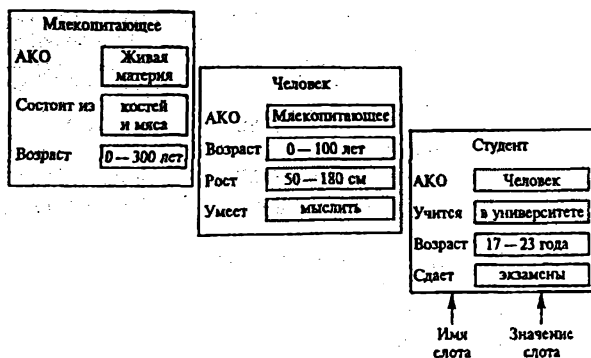 Млекопитающее
АКО Живая
материя
Состоит из костей
и мяса
Возраст 0 — 300 лет
Человек
АКО Млекопитающее
Возраст 0 — 100 лет
Рост 50 — 180 см
Умеет мыслить
Студент
АКО Человек
Учится в университете
Возраст 17 — 23 года
Сдает экзамены
Имя
слота
Значение
слота